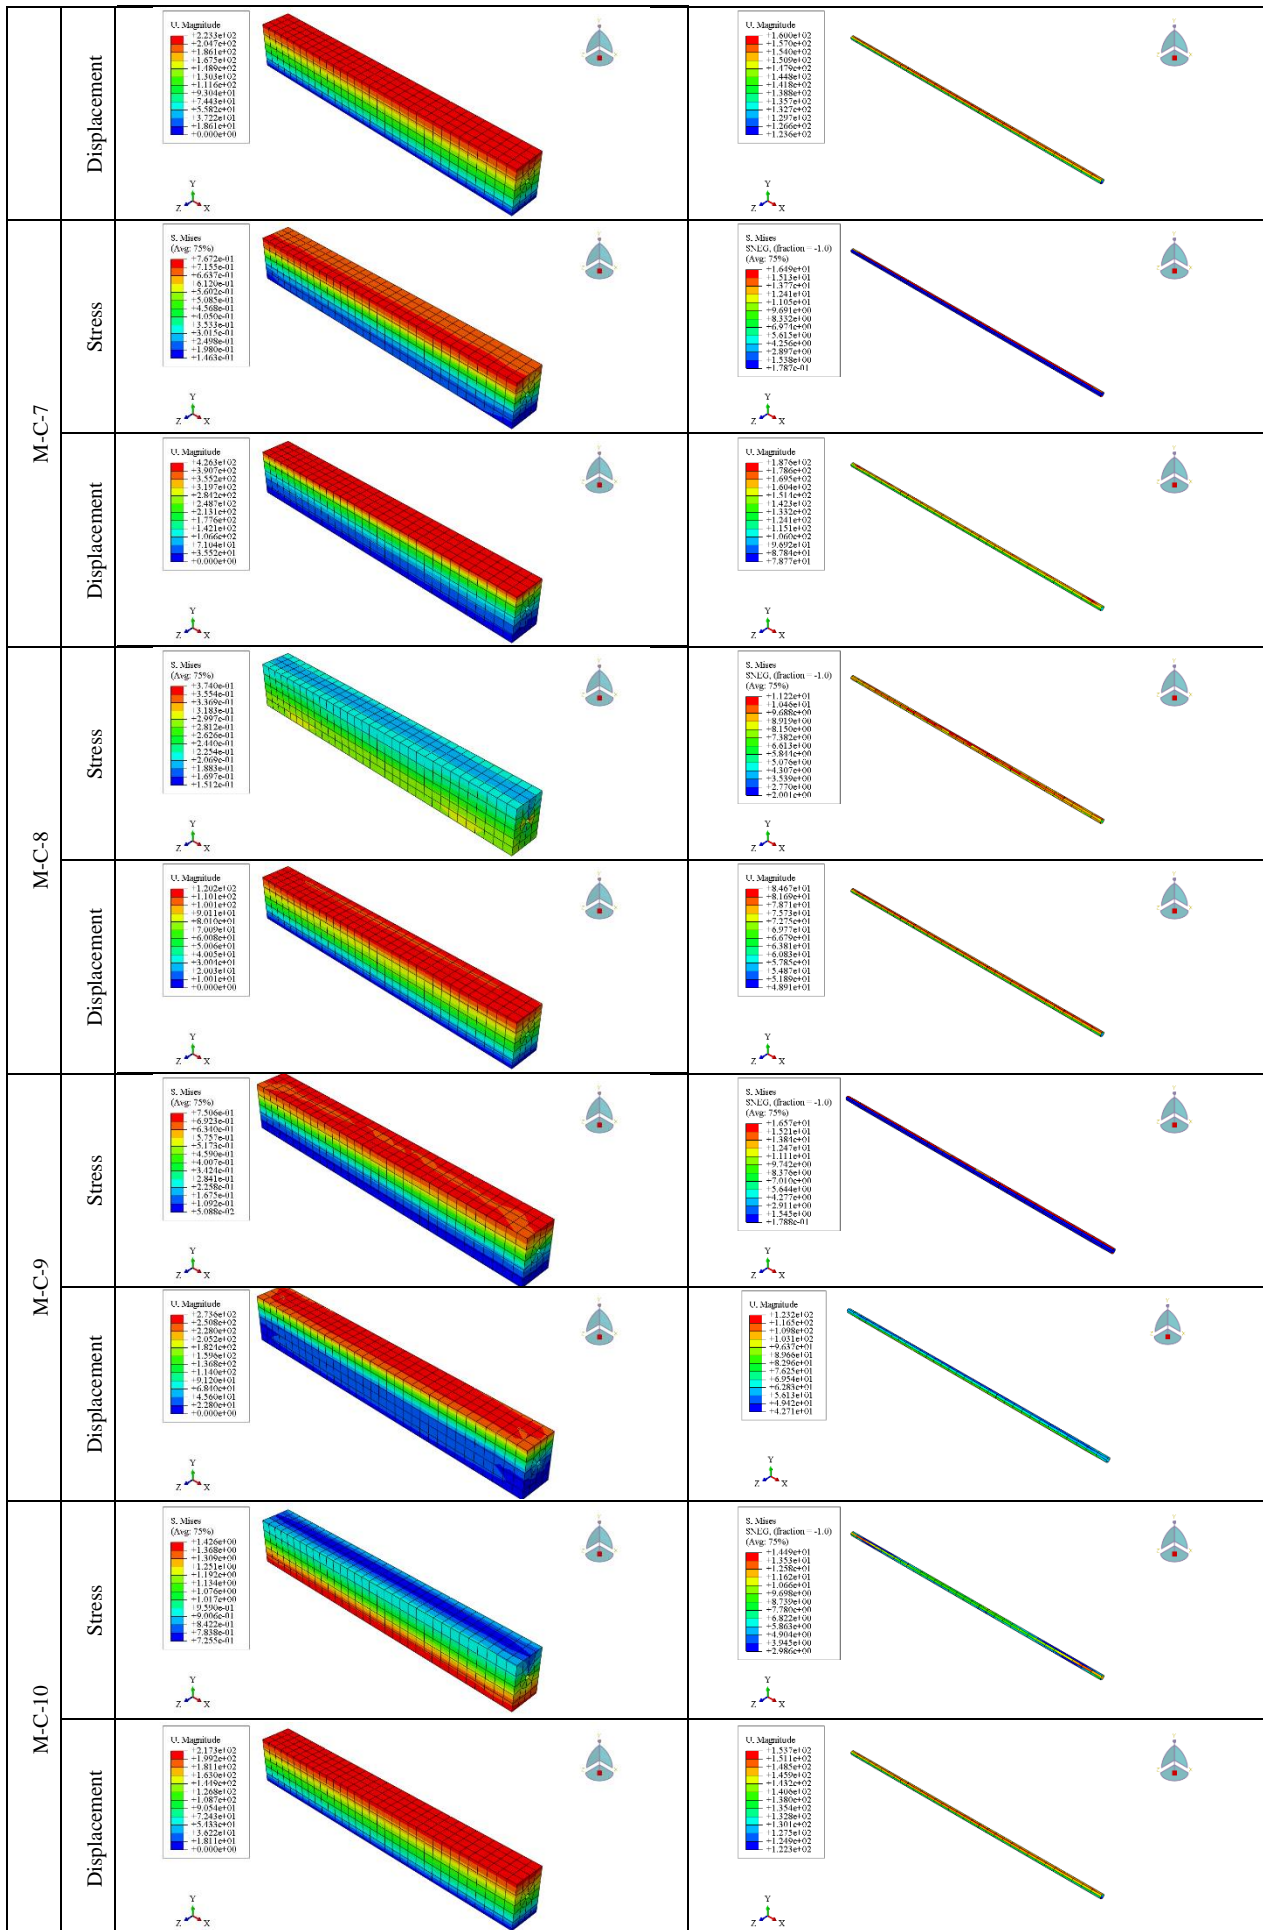 Displacement
U, Magnitude
+2.233e+02
+2.047e+02
+1.861e+02
+1.675e+02
+1.489e+02
+1.303e+02
+1.116e+02
+9.304e+01
+7.443e+01
+5.582e+01
+3.722e+01
+1.861e+01
+0.000e+00
Y
Z X
U, Magnitude
+1.600e+02
+1.570e+02
+1.540e+02
+1.509e+02
+1.479e+02
+1.448e+02
+1.418e+02
+1.388e+02
+1.357e+02
+1.327e+02
+1.297e+02
+1.266e+02
+1.236e+02
Y
Z X
M-C-7
Stress
S, Mises
(Avg: 75%)
+7.672e-01
+7.155e-01
+6.637e-01
+6.120e-01
+5.602e-01
+5.085e-01
+4.568e-01
+4.050e-01
+3.533e-01
+3.015e-01
+2.498e-01
+1.980e-01
+1.463e-01
Y
Z X
S, Mises
SNEG, (fraction = -1.0)
(Avg: 75%)
+1.649e+01
+1.513e+01
+1.377e+01
+1.241e+01
+1.105e+01
+9.691e+00
+8.332e+00
+6.974e+00
+5.615e+00
+4.256e+00
+2.897e+00
+1.538e+00
+1.787e-01
Y
Z X
Displacement
U, Magnitude
+4.263e+02
+3.907e+02
+3.552e+02
+3.197e+02
+2.842e+02
+2.487e+02
+2.131e+02
+1.776e+02
+1.421e+02
+1.066e+02
+7.104e+01
+3.552e+01
+0.000e+00
Y
Z X
U, Magnitude
+1.876e+02
+1.786e+02
+1.695e+02
+1.604e+02
+1.514e+02
+1.423e+02
+1.332e+02
+1.241e+02
+1.151e+02
+1.060e+02
+9.692e+01
+8.784e+01
+7.877e+01
Y
Z X
M-C-8
Stress
S, Mises
(Avg: 75%)
+3.740e-01
+3.554e-01
+3.369e-01
+3.183e-01
+2.997e-01
+2.812e-01
+2.626e-01
+2.440e-01
+2.254e-01
+2.069e-01
+1.883e-01
+1.697e-01
+1.512e-01
Y
Z X
S, Mises
SNEG, (fraction = -1.0)
(Avg: 75%)
+1.122e+01
+1.046e+01
+9.688e+00
+8.919e+00
+8.150e+00
+7.382e+00
+6.613e+00
+5.844e+00
+5.076e+00
+4.307e+00
+3.539e+00
+2.770e+00
+2.001e+00
Y
Z X
Displacement
U, Magnitude
+1.202e+02
+1.101e+02
+1.001e+02
+9.011e+01
+8.010e+01
+7.009e+01
+6.008e+01
+5.006e+01
+4.005e+01
+3.004e+01
+2.003e+01
+1.001e+01
+0.000e+00
Y
Z X
U, Magnitude
+8.467e+01
+8.169e+01
+7.871e+01
+7.573e+01
+7.275e+01
+6.977e+01
+6.679e+01
+6.381e+01
+6.083e+01
+5.785e+01
+5.487e+01
+5.189e+01
+4.891e+01
Y
Z X
M-C-9
Stress
S, Mises
(Avg: 75%)
+7.506e-01
+6.923e-01
+6.340e-01
+5.757e-01
+5.173e-01
+4.590e-01
+4.007e-01
+3.424e-01
+2.841e-01
+2.258e-01
+1.675e-01
+1.092e-01
+5.088e-02
Y
Z X
S, Mises
SNEG, (fraction = -1.0)
(Avg: 75%)
+1.657e+01
+1.521e+01
+1.384e+01
+1.247e+01
+1.111e+01
+9.742e+00
+8.376e+00
+7.010e+00
+5.644e+00
+4.277e+00
+2.911e+00
+1.545e+00
+1.788e-01
Y
Z X
Displacement
U, Magnitude
+2.736e+02
+2.508e+02
+2.280e+02
+2.052e+02
+1.824e+02
+1.596e+02
+1.368e+02
+1.140e+02
+9.120e+01
+6.840e+01
+4.560e+01
+2.280e+01
+0.000e+00
Y
Z X
U, Magnitude
+1.232e+02
+1.165e+02
+1.098e+02
+1.031e+02
+9.637e+01
+8.966e+01
+8.296e+01
+7.625e+01
+6.954e+01
+6.283e+01
+5.613e+01
+4.942e+01
+4.271e+01
Y
Z X
M-C-10
Stress
S, Mises
(Avg: 75%)
+1.426e+00
+1.368e+00
+1.309e+00
+1.251e+00
+1.192e+00
+1.134e+00
+1.076e+00
+1.017e+00
+9.590e-01
+9.006e-01
+8.422e-01
+7.838e-01
+7.255e-01
Y
Z X
S, Mises
SNEG, (fraction = -1.0)
(Avg: 75%)
+1.449e+01
+1.353e+01
+1.258e+01
+1.162e+01
+1.066e+01
+9.698e+00
+8.739e+00
+7.780e+00
+6.822e+00
+5.863e+00
+4.904e+00
+3.945e+00
+2.986e+00
Y
Z X
Displacement
U, Magnitude
+2.173e+02
+1.992e+02
+1.811e+02
+1.630e+02
+1.449e+02
+1.268e+02
+1.087e+02
+9.054e+01
+7.243e+01
+5.433e+01
+3.622e+01
+1.811e+01
+0.000e+00
Y
Z X
U, Magnitude
+1.537e+02
+1.511e+02
+1.485e+02
+1.459e+02
+1.432e+02
+1.406e+02
+1.380e+02
+1.354e+02
+1.328e+02
+1.301e+02
+1.275e+02
+1.249e+02
+1.223e+02
Y
Z X